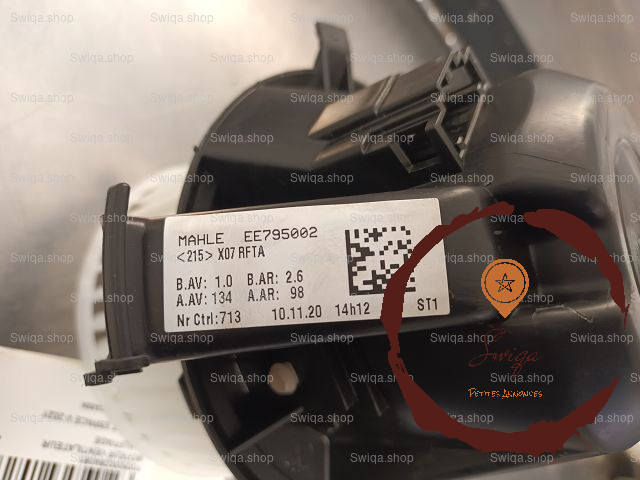 MAHLE EE795002
<215> X07 RFTA
B.AV: 1.0 B.AR: 2.6
A.AV: 134 A.AR: 98
Nr Ctrl:713 10.11.20 14h12 ST1
Swiqa
PETITES ANNONCES
Swiqa.shop